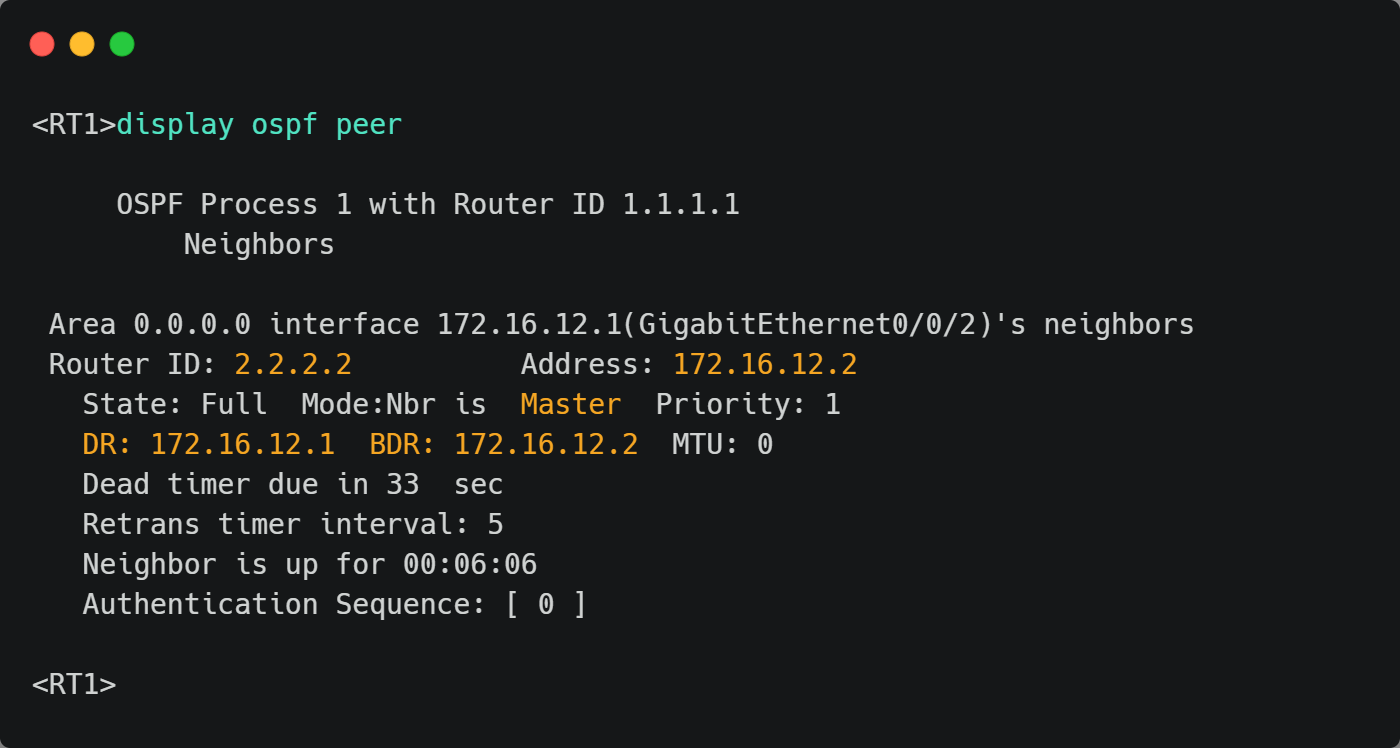 <RT1>display ospf peer
OSPF Process 1 with Router ID 1.1.1.1
Neighbors
Area 0.0.0.0 interface 172.16.12.1(GigabitEthernet0/0/2)'s neighbors
Router ID: 2.2.2.2          Address: 172.16.12.2
State: Full  Mode:Nbr is  Master  Priority: 1
DR: 172.16.12.1  BDR: 172.16.12.2  MTU: 0
Dead timer due in 33  sec
Retrans timer interval: 5
Neighbor is up for 00:06:06
Authentication Sequence: [ 0 ]
<RT1>